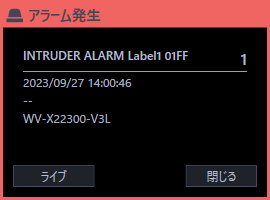 アラーム発生
INTRUDER ALARM Label1 01FF 1
2023/09/27 14:00:46
--
WV-X22300-V3L
ライブ 閉じる